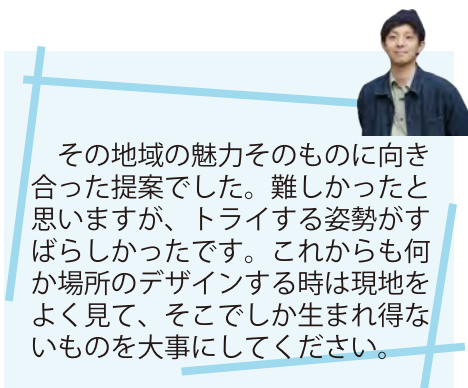 その地域の魅力そのものに向き
合った提案でした。難しかったと
思いますが、トライする姿勢がす
ばらしかったです。これからも何
か場所のデザインする時は現地を
よく見て、そこでしか生まれ得な
いものを大事にしてください。